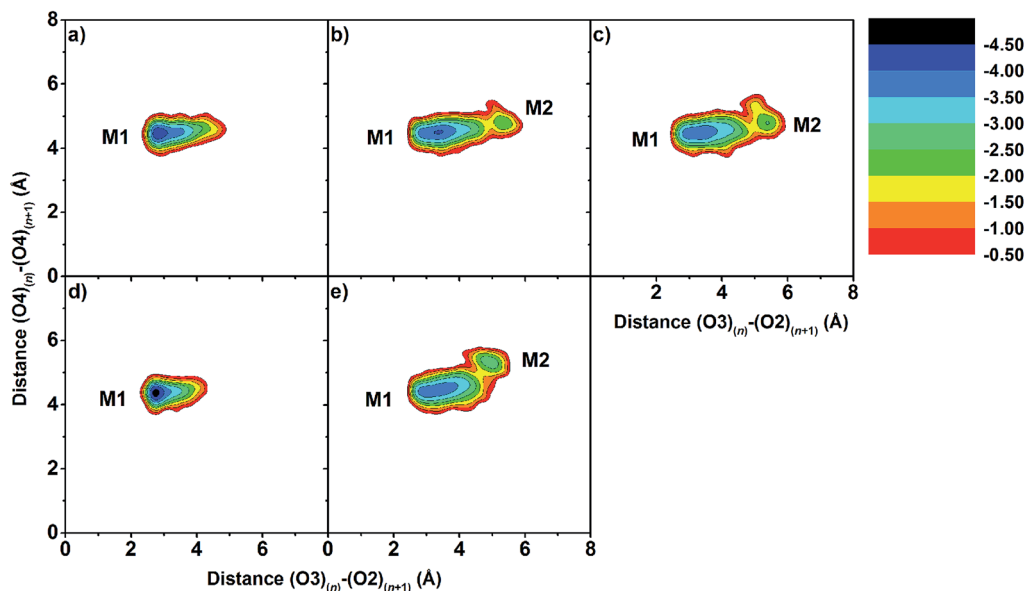 8
a)
b)
c)
-4.50
-4.00
6
M2
-3.50
M1
M1
M1
M2
-3.00
4
-2.50
-2.00
2
-1.50
-1.00
0
-0.50
d)
e)
2 4 6 8
Distance (O3)(n)-(O2)(n+1) (Å)
6
M2
M1
M1
4
2
0
0 2 4 6
0 2 4 6 8
Distance (O3)(n)-(O2)(n+1) (Å)
Distance (O4)(n)-(O4)(n+1) (Å)